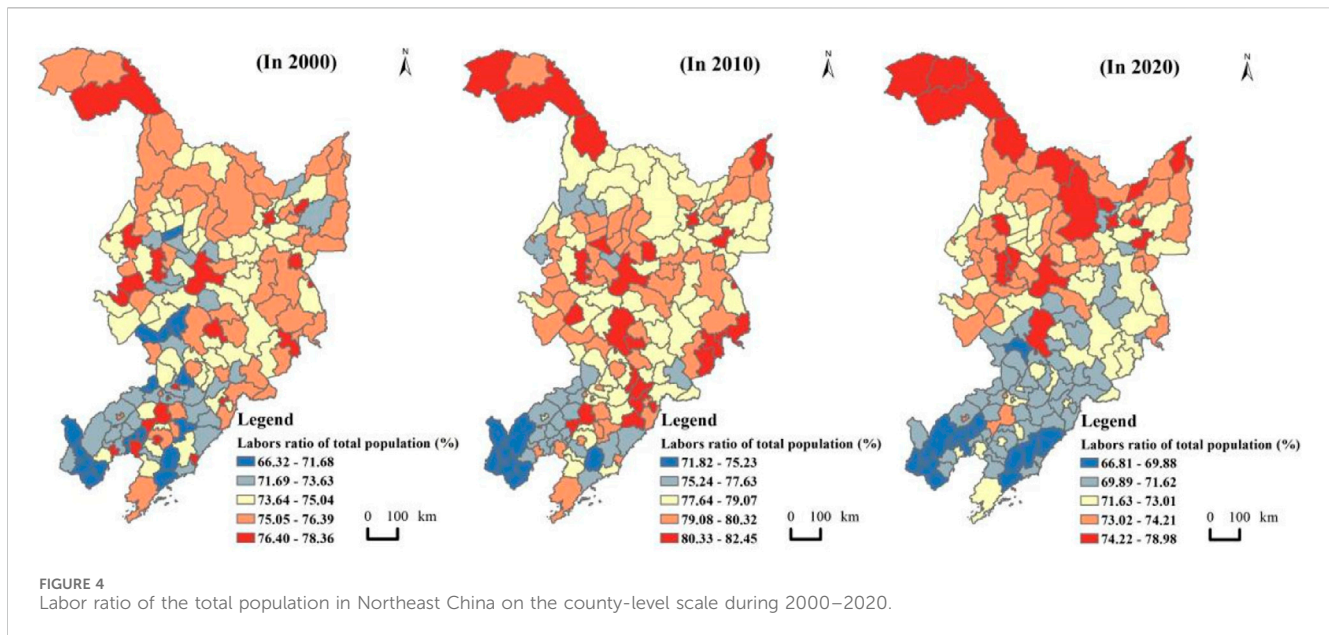 (In 2000)
N
Legend
Labors ratio of total population (%)
66.32 - 71.68
71.69 - 73.63
73.64 - 75.04
75.05 - 76.39
76.40 - 78.36
0 100 km
(In 2010)
N
Legend
Labors ratio of total population (%)
71.82 - 75.23
75.24 - 77.63
77.64 - 79.07
79.08 - 80.32
80.33 - 82.45
0 100 km
(In 2020)
N
Legend
Labors ratio of total population (%)
66.81 - 69.88
69.89 - 71.62
71.63 - 73.01
73.02 - 74.21
74.22 - 78.98
0 100 km
FIGURE 4
Labor ratio of the total population in Northeast China on the county-level scale during 2000–2020.